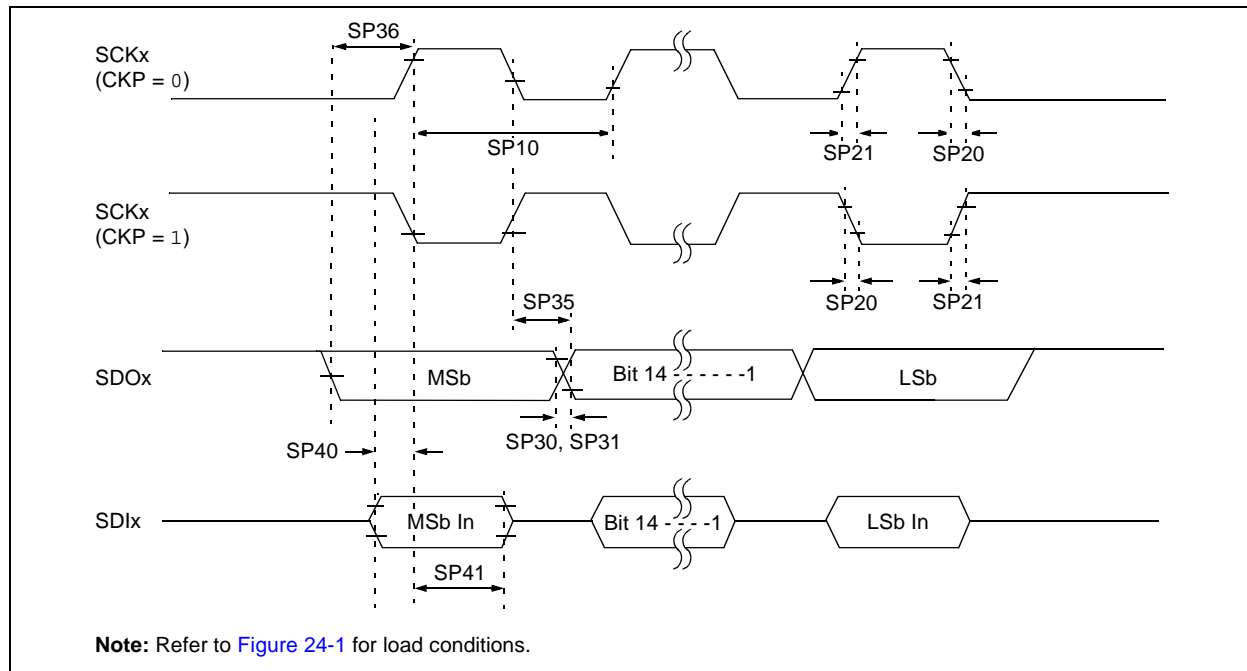 SP36
SCKx
(CKP = 0)
SP10
SP21
SP20
SCKx
(CKP = 1)
SP35
SP20
SP21
SDOx
MSb
Bit 14 - - - - - -1
LSb
SP30, SP31
SP40
SDIx
MSb In
Bit 14 - - - -1
LSb In
SP41
Note: Refer to Figure 24-1 for load conditions.